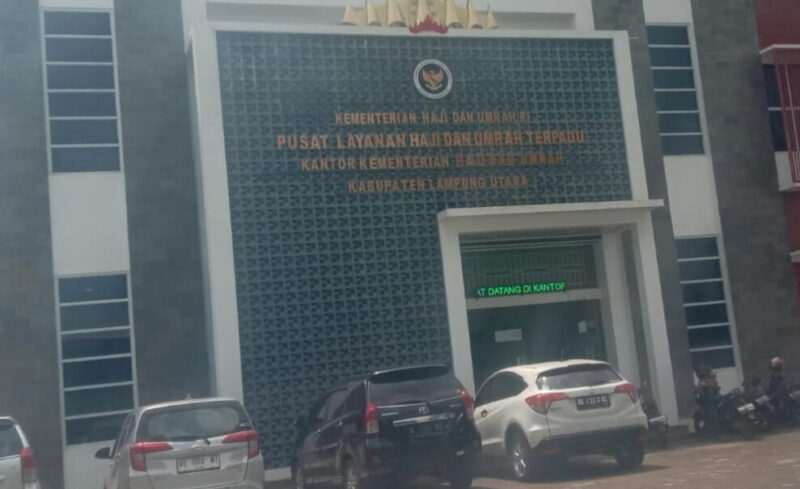 KEMENTERIAN HAJI DAN UMRAH RI
PUSAT LAYANAN HAJI DAN UMRAH TERPADU
KANTOR KEMENTERIAN HAJI DAN UMRAH
KABUPATEN LAMPUNG UTARA
AT DATANG DI KANTOR